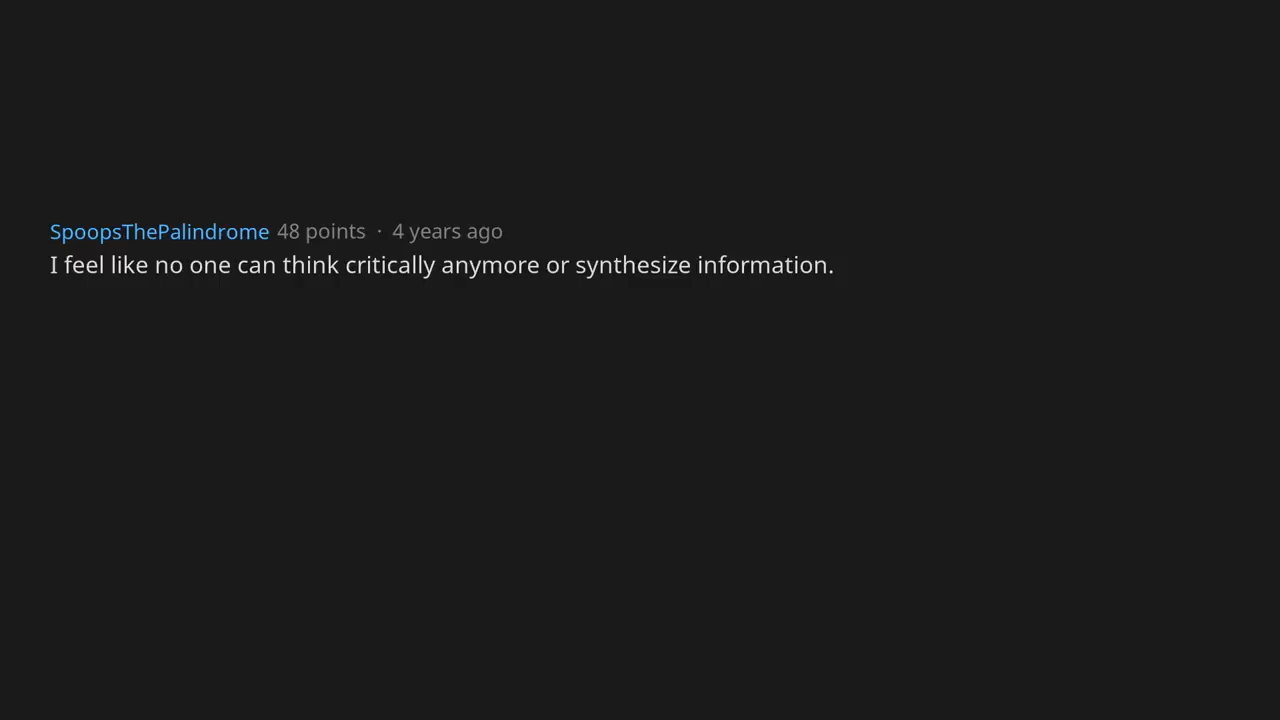 SpoopsThePalindrome 48 points · 4 years ago
I feel like no one can think critically anymore or synthesize information.